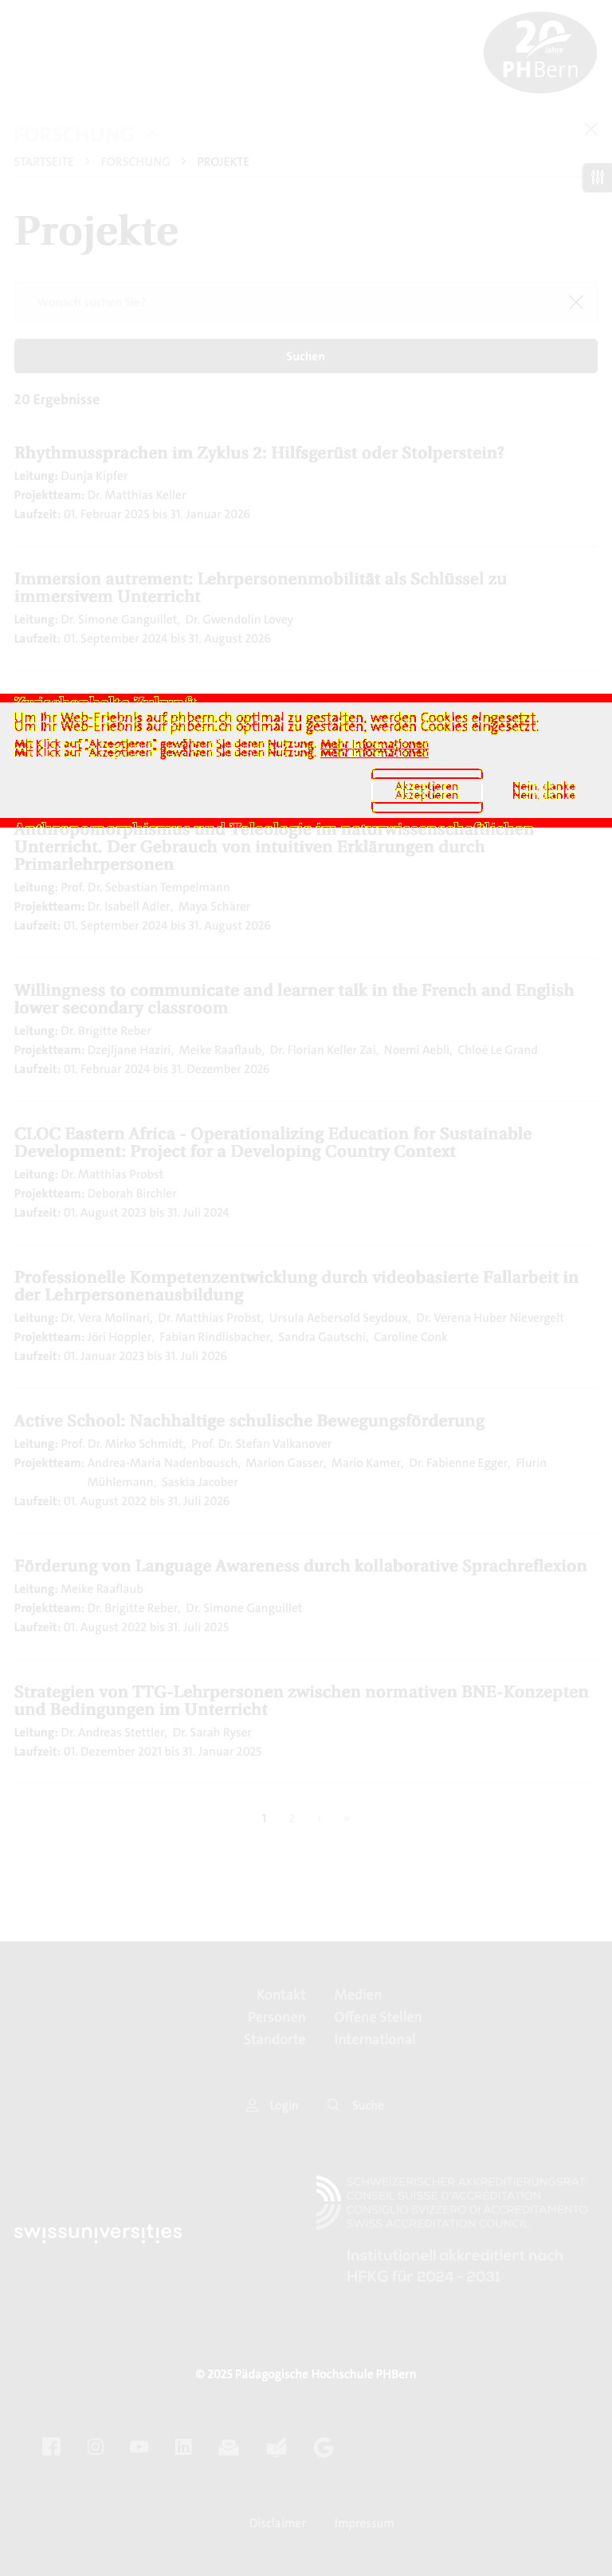 20
Jahre
PHBern
FORSCHUNG
STARTSEITE > FORSCHUNG > PROJEKTE
Projekte
Wonach suchen Sie?
Suchen
20 Ergebnisse
Rhythmussprachen im Zyklus 2: Hilfsgerüst oder Stolperstein?
Leitung: Dunja Kipfer
Projektteam: Dr. Matthias Keller
Laufzeit: 01. Februar 2025 bis 31. Januar 2026
Immersion autrement: Lehrpersonenmobilität als Schlüssel zu
immersivem Unterricht
Leitung: Dr. Simone Ganguillet, Dr. Gwendolin Lovey
Laufzeit: 01. September 2024 bis 31. August 2026
Um Ihr Web-Erlebnis auf phbern.ch optimal zu gestalten, werden Cookies eingesetzt.
Mit Klick auf "Akzeptieren" gewähren Sie deren Nutzung. Mehr Informationen
Akzeptieren Nein, danke
Anthropomorphismus und Teleologie im naturwissenschaftlichen
Unterricht. Der Gebrauch von intuitiven Erklärungen durch
Primarlehrpersonen
Leitung: Prof. Dr. Sebastian Tempelmann
Projektteam: Dr. Isabell Adler, Maya Schärer
Laufzeit: 01. September 2024 bis 31. August 2026
Willingness to communicate and learner talk in the French and English
lower secondary classroom
Leitung: Dr. Brigitte Reber
Projektteam: Dzejljane Haziri, Meike Raaflaub, Dr. Florian Keller Zai, Noemi Aebli, Chloé Le Grand
Laufzeit: 01. Februar 2024 bis 31. Dezember 2026
CLOC Eastern Africa - Operationalizing Education for Sustainable
Development: Project for a Developing Country Context
Leitung: Dr. Matthias Probst
Projektteam: Deborah Birchler
Laufzeit: 01. August 2023 bis 31. Juli 2024
Professionelle Kompetenzentwicklung durch videobasierte Fallarbeit in
der Lehrpersonenausbildung
Leitung: Dr. Vera Molinari, Dr. Matthias Probst, Ursula Aebersold Seydoux, Dr. Verena Huber Nievergelt
Projektteam: Jöri Hoppler, Fabian Rindlisbacher, Sandra Gautschi, Caroline Conk
Laufzeit: 01. Januar 2023 bis 31. Juli 2026
Active School: Nachhaltige schulische Bewegungsförderung
Leitung: Prof. Dr. Mirko Schmidt, Prof. Dr. Stefan Valkanover
Projektteam: Andrea-Maria Nadenbousch, Marion Gasser, Mario Kamer, Dr. Fabienne Egger, Flurin
Mühlemann, Saskia Jacober
Laufzeit: 01. August 2022 bis 31. Juli 2026
Förderung von Language Awareness durch kollaborative Sprachreflexion
Leitung: Meike Raaflaub
Projektteam: Dr. Brigitte Reber, Dr. Simone Ganguillet
Laufzeit: 01. August 2022 bis 31. Juli 2025
Strategien von TTG-Lehrpersonen zwischen normativen BNE-Konzepten
und Bedingungen im Unterricht
Leitung: Dr. Andreas Stettler, Dr. Sarah Ryser
Laufzeit: 01. Dezember 2021 bis 31. Januar 2025
1 2 › »
Kontakt Medien
Personen Offene Stellen
Standorte International
Login Suche
SCHWEIZERISCHER AKKREDITIERUNGSRAT
CONSEIL SUISSE D'ACCRÉDITATION
CONSIGLIO SVIZZERO DI ACCREDITAMENTO
SWISS ACCREDITATION COUNCIL
swissuniversities
Institutionell akkreditiert nach
HFKG für 2024 - 2031
© 2025 Pädagogische Hochschule PHBern
Disclaimer Impressum